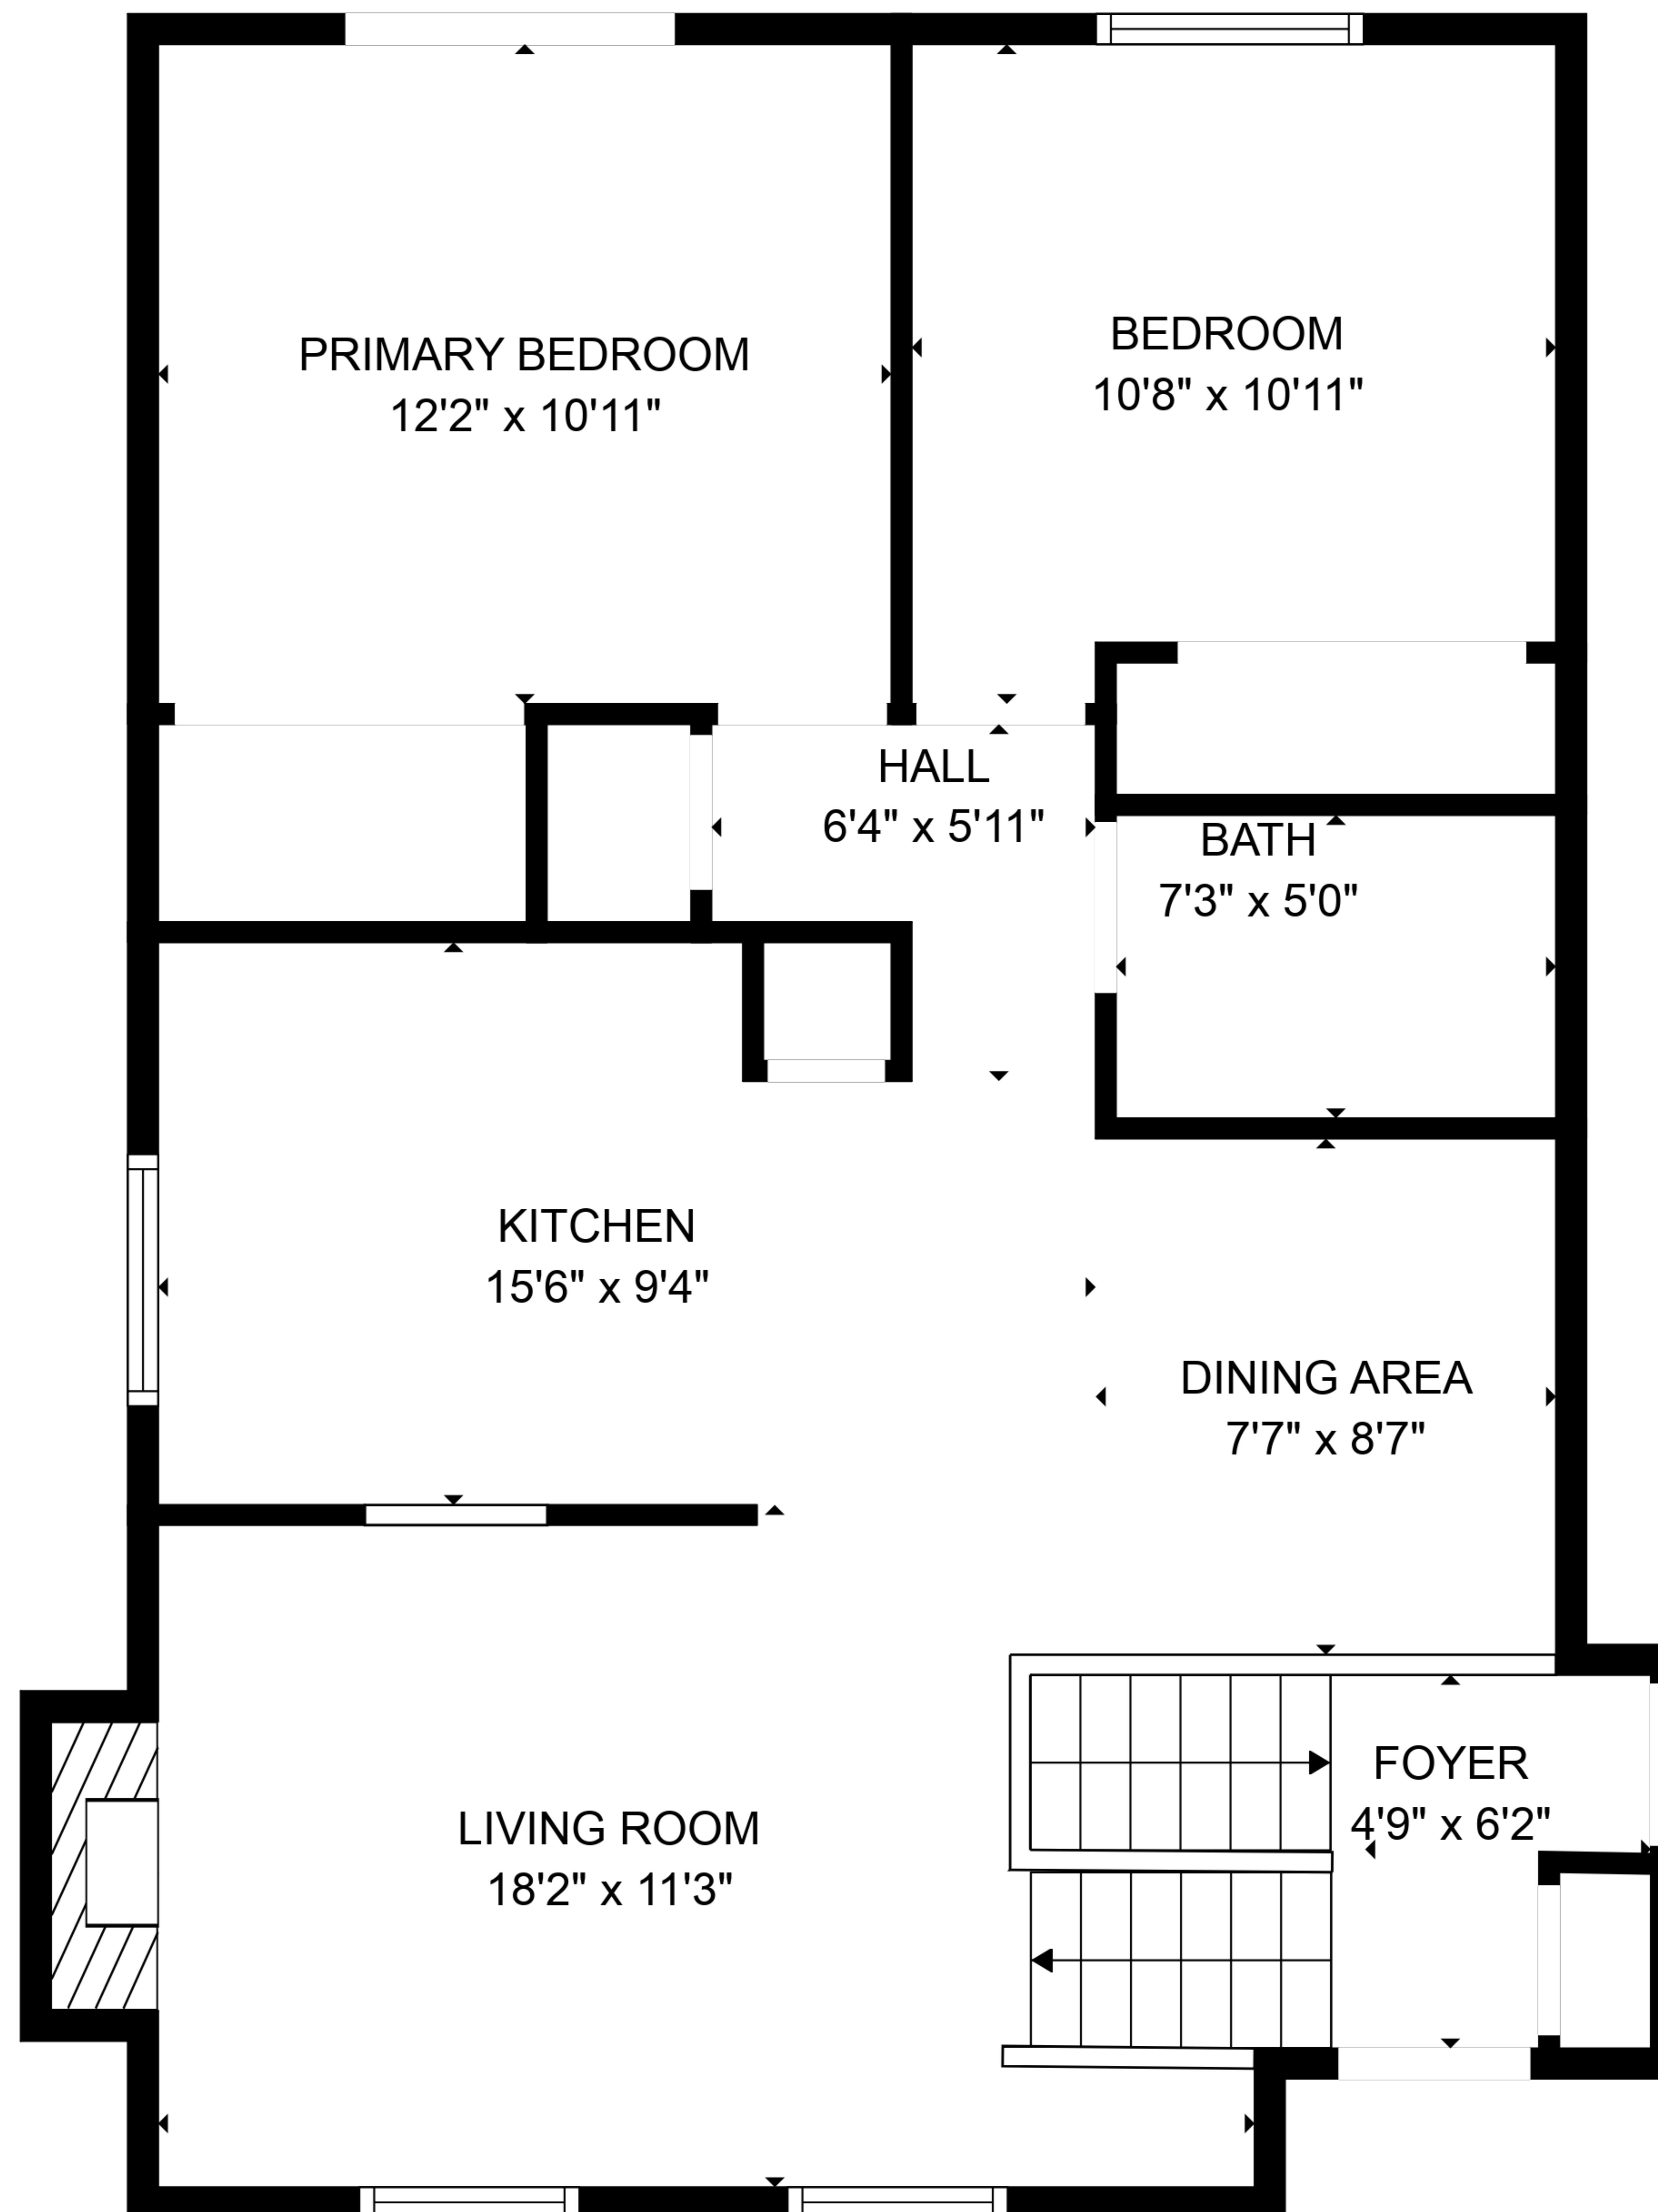 PRIMARY BEDROOM
12'2" x 10'11"
BEDROOM
10'8" x 10'11"
HALL
6'4" x 5'11"
BATH
7'3" x 5'0"
KITCHEN
15'6" x 9'4"
DINING AREA
7'7" x 8'7"
FOYER
4'9" x 6'2"
LIVING ROOM
18'2" x 11'3"